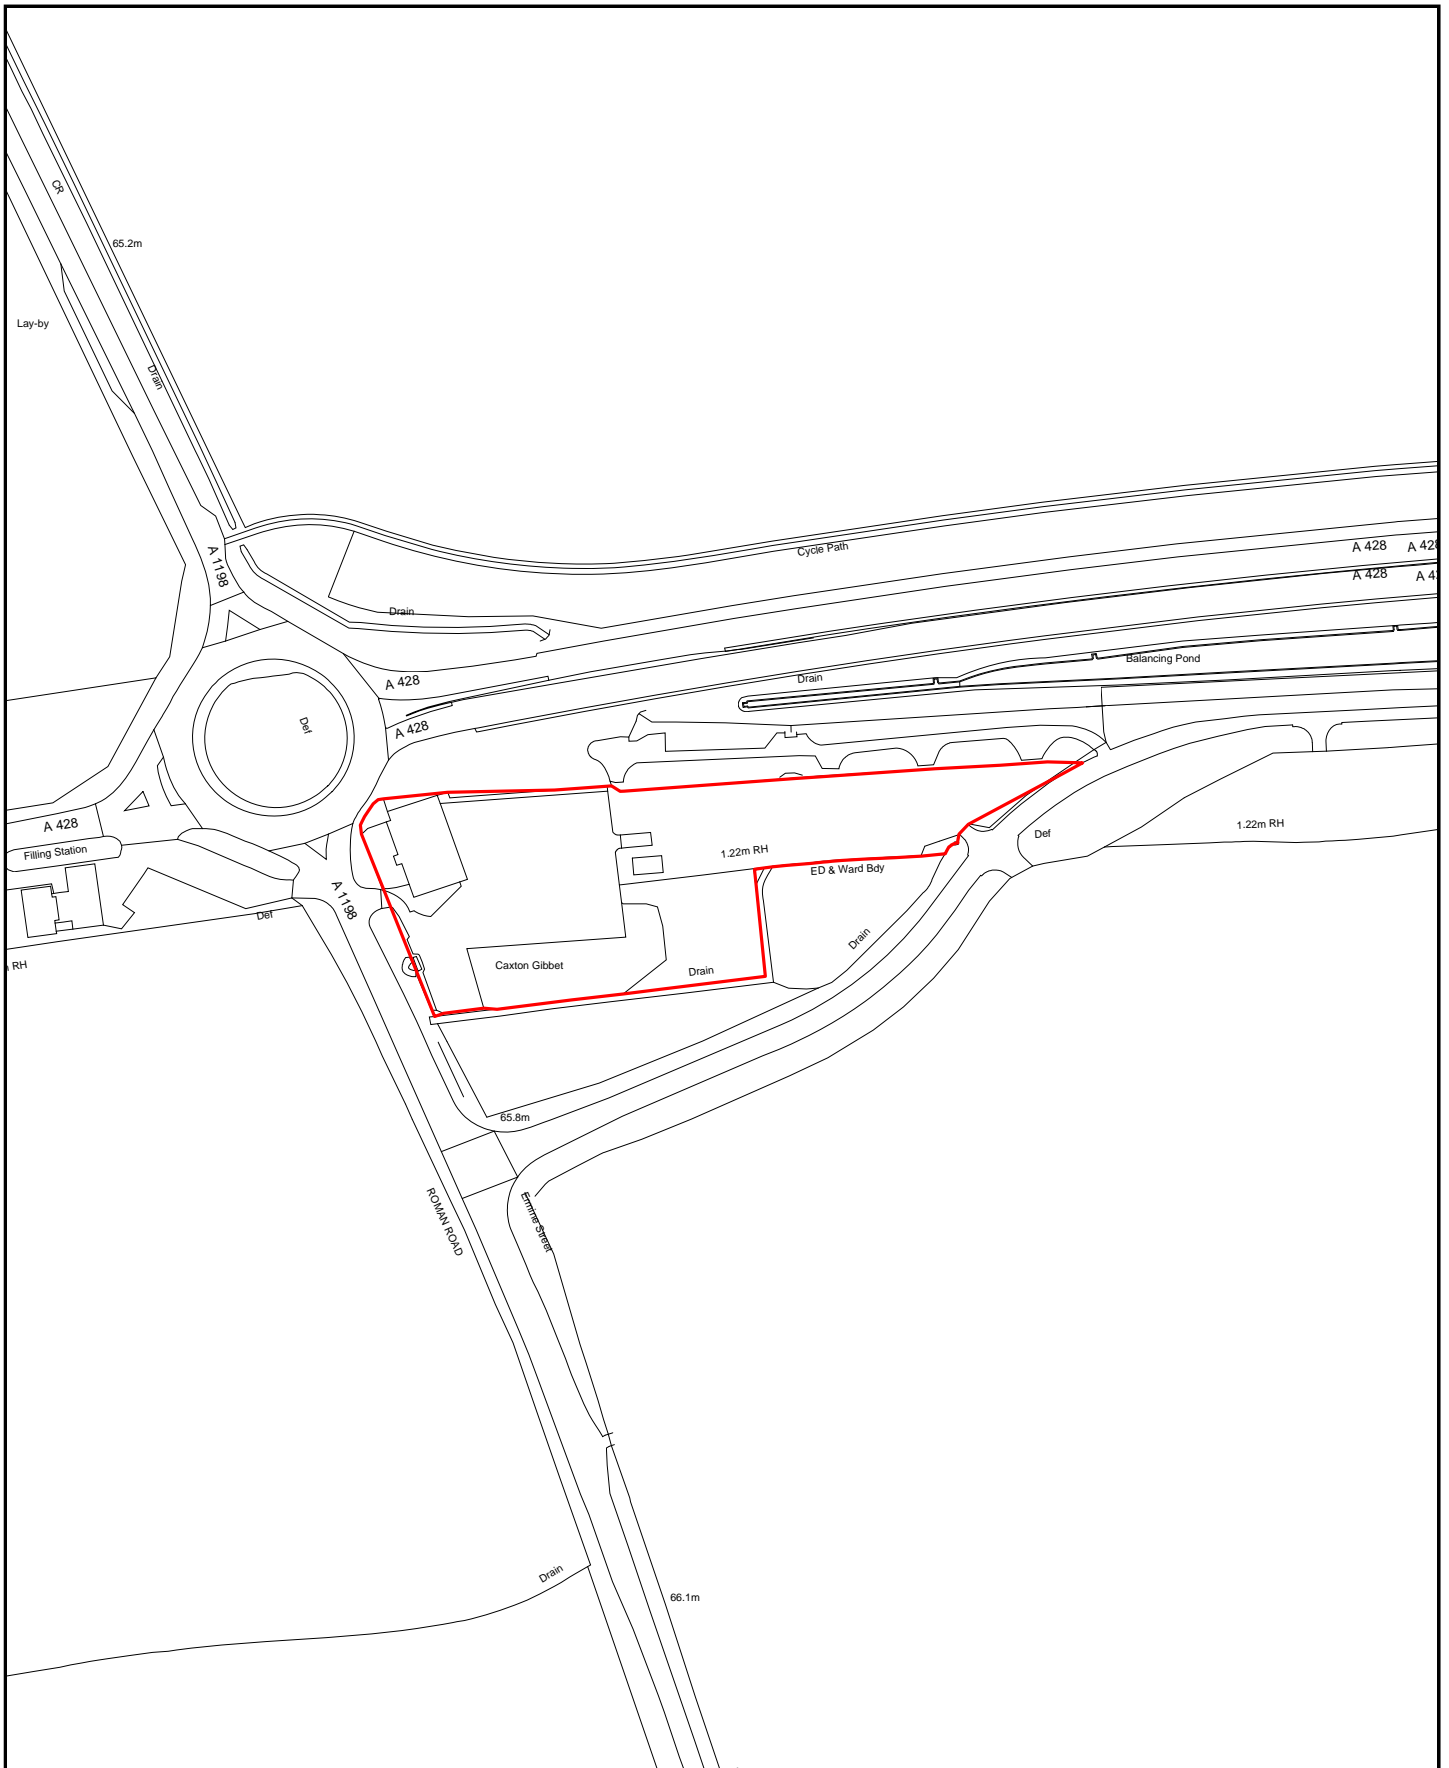 CR
65.2m
Lay-by
Drain
A 1198
Cycle Path
A 428
A 428
A 428
Drain
Balancing Pond
Drain
A 428
A 428
Def
A 428
Filling Station
1.22m RH
Def
1.22m RH
ED & Ward Bdy
A 1198
Def
RH
Drain
Caxton Gibbet
Drain
65.8m
ROMAN ROAD
Ermine Street
Drain
66.1m